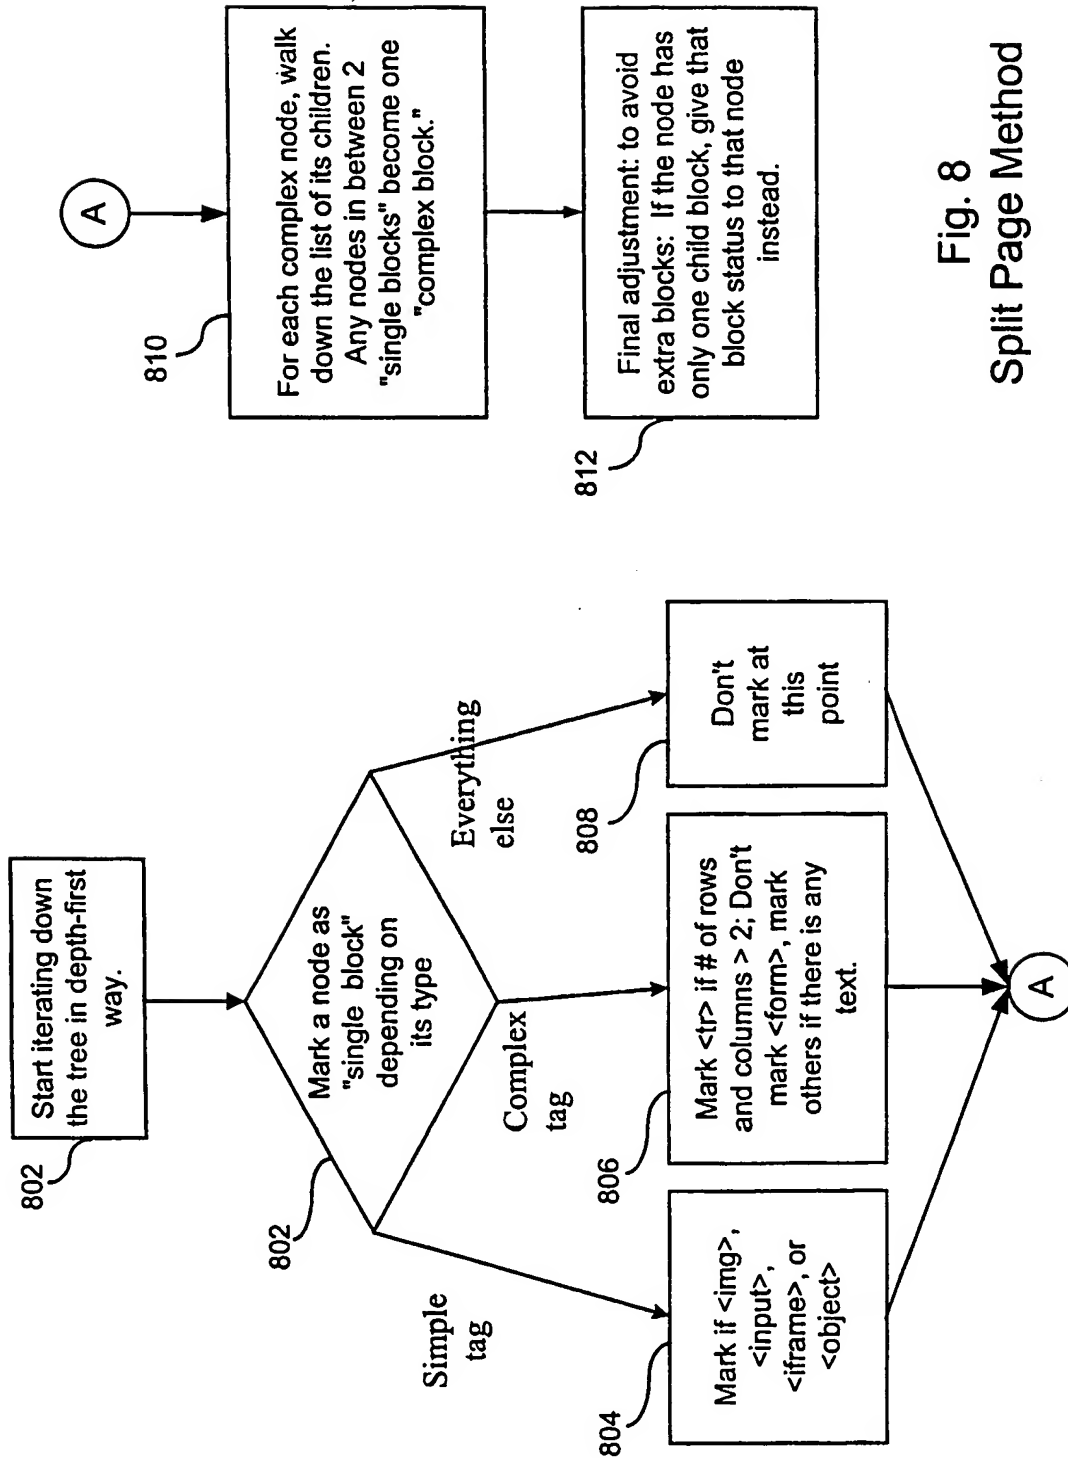 802
Start iterating down
the tree in depth-first
way.
802
Mark a node as
"single block"
depending on
its type
Simple
tag
Complex
tag
Everything
else
804
Mark if <img>,
<input>,
<iframe>, or
<object>
806
Mark <tr> if # of rows
and columns > 2; Don't
mark <form>, mark
others if there is any
text.
808
Don't
mark at
this
point
A
A
810
For each complex node, walk
down the list of its children.
Any nodes in between 2
"single blocks" become one
"complex block."
812
Final adjustment: to avoid
extra blocks: If the node has
only one child block, give that
block status to that node
instead.
Fig. 8
Split Page Method